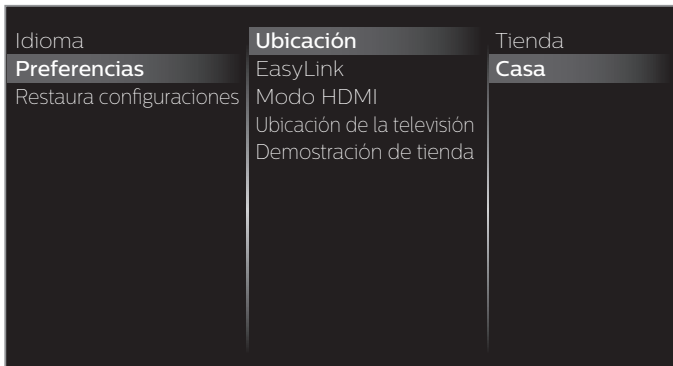 Idioma
Preferencias
Restaura configuraciones
Ubicación
EasyLink
Modo HDMI
Ubicación de la televisión
Demostración de tienda
Tienda
Casa